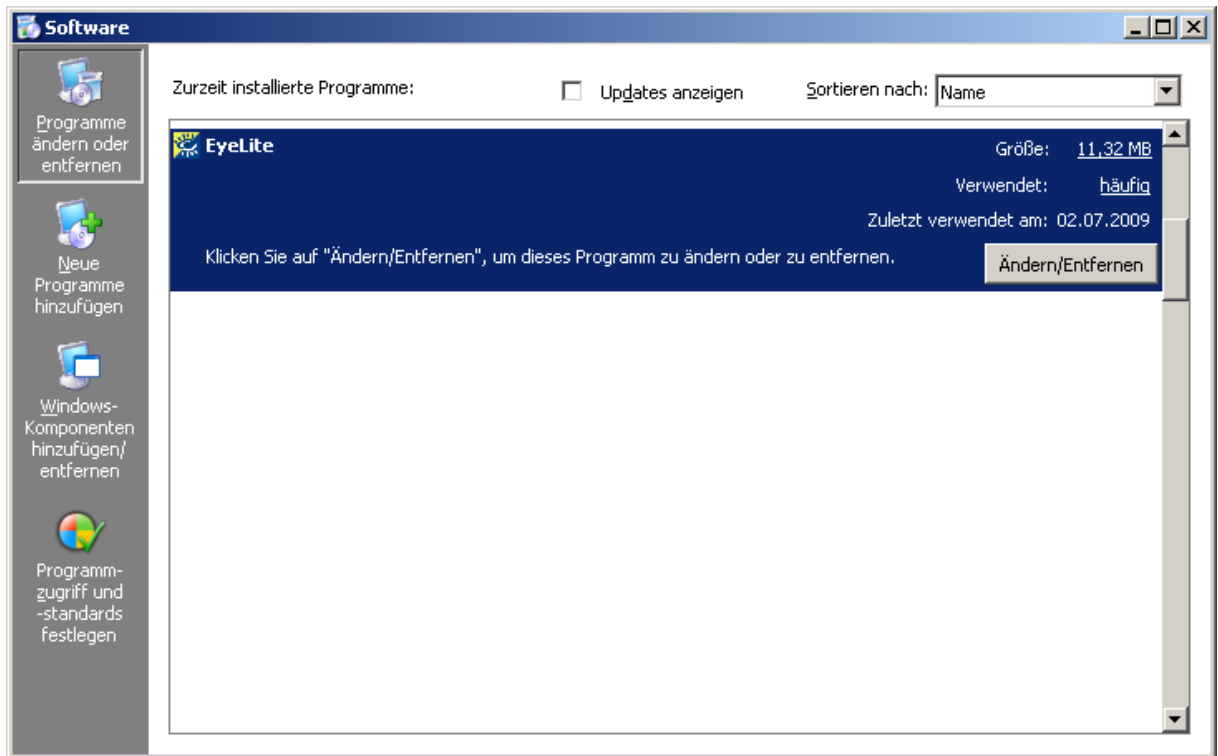 Software
Programme
ändern oder
entfernen
Neue
Programme
hinzufügen
Windows-
Komponenten
hinzufügen/
entfernen
Programm-
zugriff und
-standards
festlegen
Zurzeit installierte Programme:
Updates anzeigen
Sortieren nach: Name
EyeLite
Größe: 11,32 MB
Verwendet: häufig
Zuletzt verwendet am: 02.07.2009
Klicken Sie auf "Ändern/Entfernen", um dieses Programm zu ändern oder zu entfernen.
Ändern/Entfernen